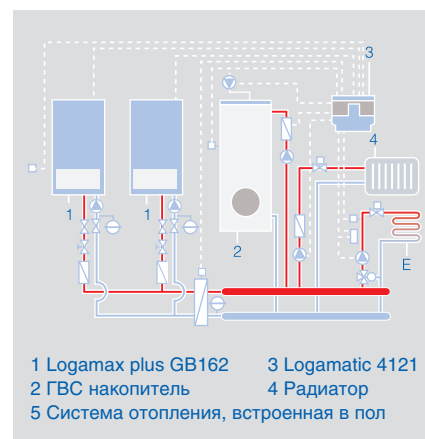 3
4
1
1
2
E
1 Logamax plus GB162
3 Logamatic 4121
2 ГВС накопитель
4 Радиатор
5 Система отопления, встроенная в пол